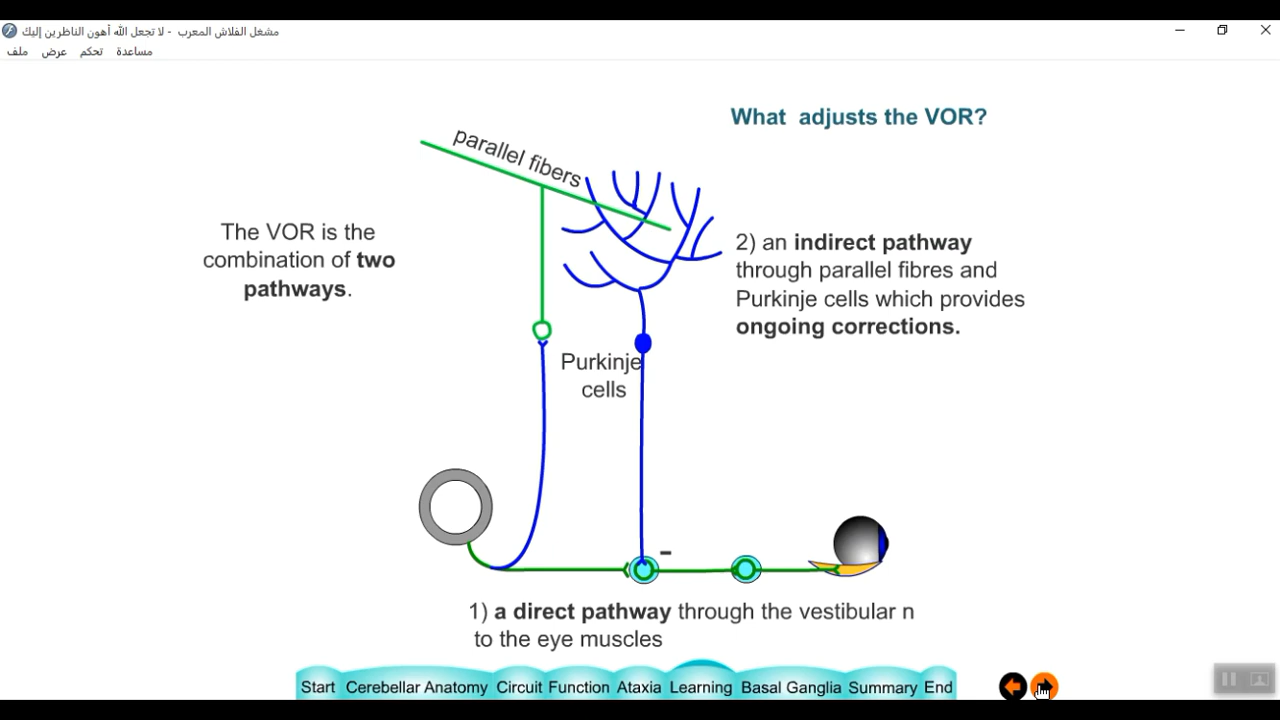 مشغل الفلاش المعرب - لا تجعل الله أهون الناظرين إليك
ملف عرض تحكم مساعدة
What adjusts the VOR?
parallel fibers
The VOR is the
combination of two
pathways.
2) an indirect pathway
through parallel fibres and
Purkinje cells which provides
ongoing corrections.
Purkinje
cells
-
1) a direct pathway through the vestibular n
to the eye muscles
Start Cerebellar Anatomy Circuit Function Ataxia Learning Basal Ganglia Summary End